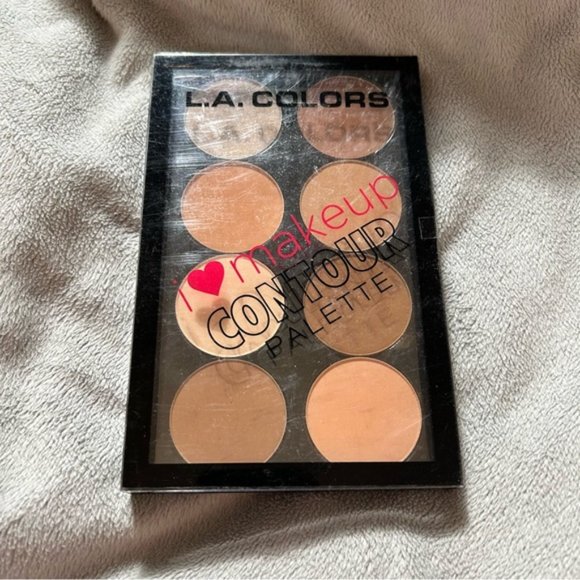 L.A. COLORS
i ♥ makeup
CONTOUR
PALETTE